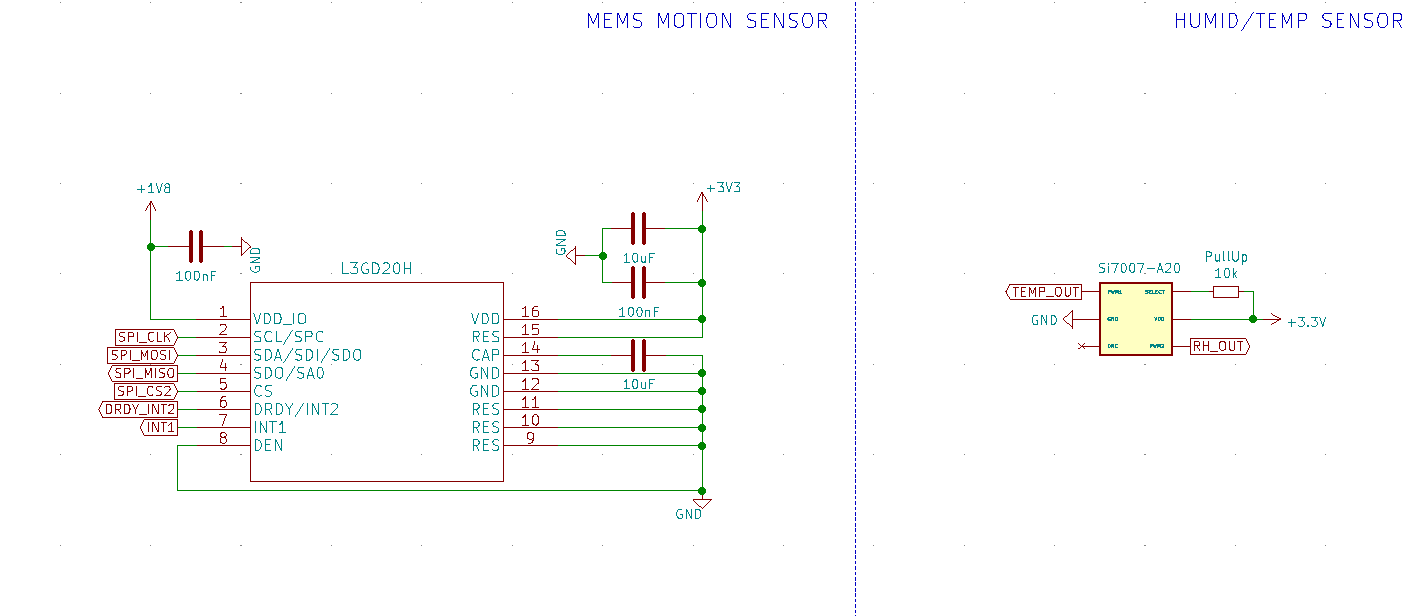 MEMS MOTION SENSOR
HUMID/TEMP SENSOR
+1V8
GND
100nF
+3V3
GND
10uF
100nF
L3GD20H
1 VDD_IO
SPI_CLK 2 SCL/SPC
SPI_MOSI 3 SDA/SDI/SDO
SPI_MISO 4 SDO/SA0
SPI_CS2 5 CS
DRDY_INT2 6 DRDY/INT2
INT1 7 INT1
8 DEN
VDD 16
RES 15
CAP 14
GND 13
GND 12
RES 11
RES 10
RES 9
10uF
GND
Si7007-A20
PullUp
10k
TEMP_OUT PWM1
GND GND
DNC
SELECT
VDD +3.3V
PWM2 RH_OUT